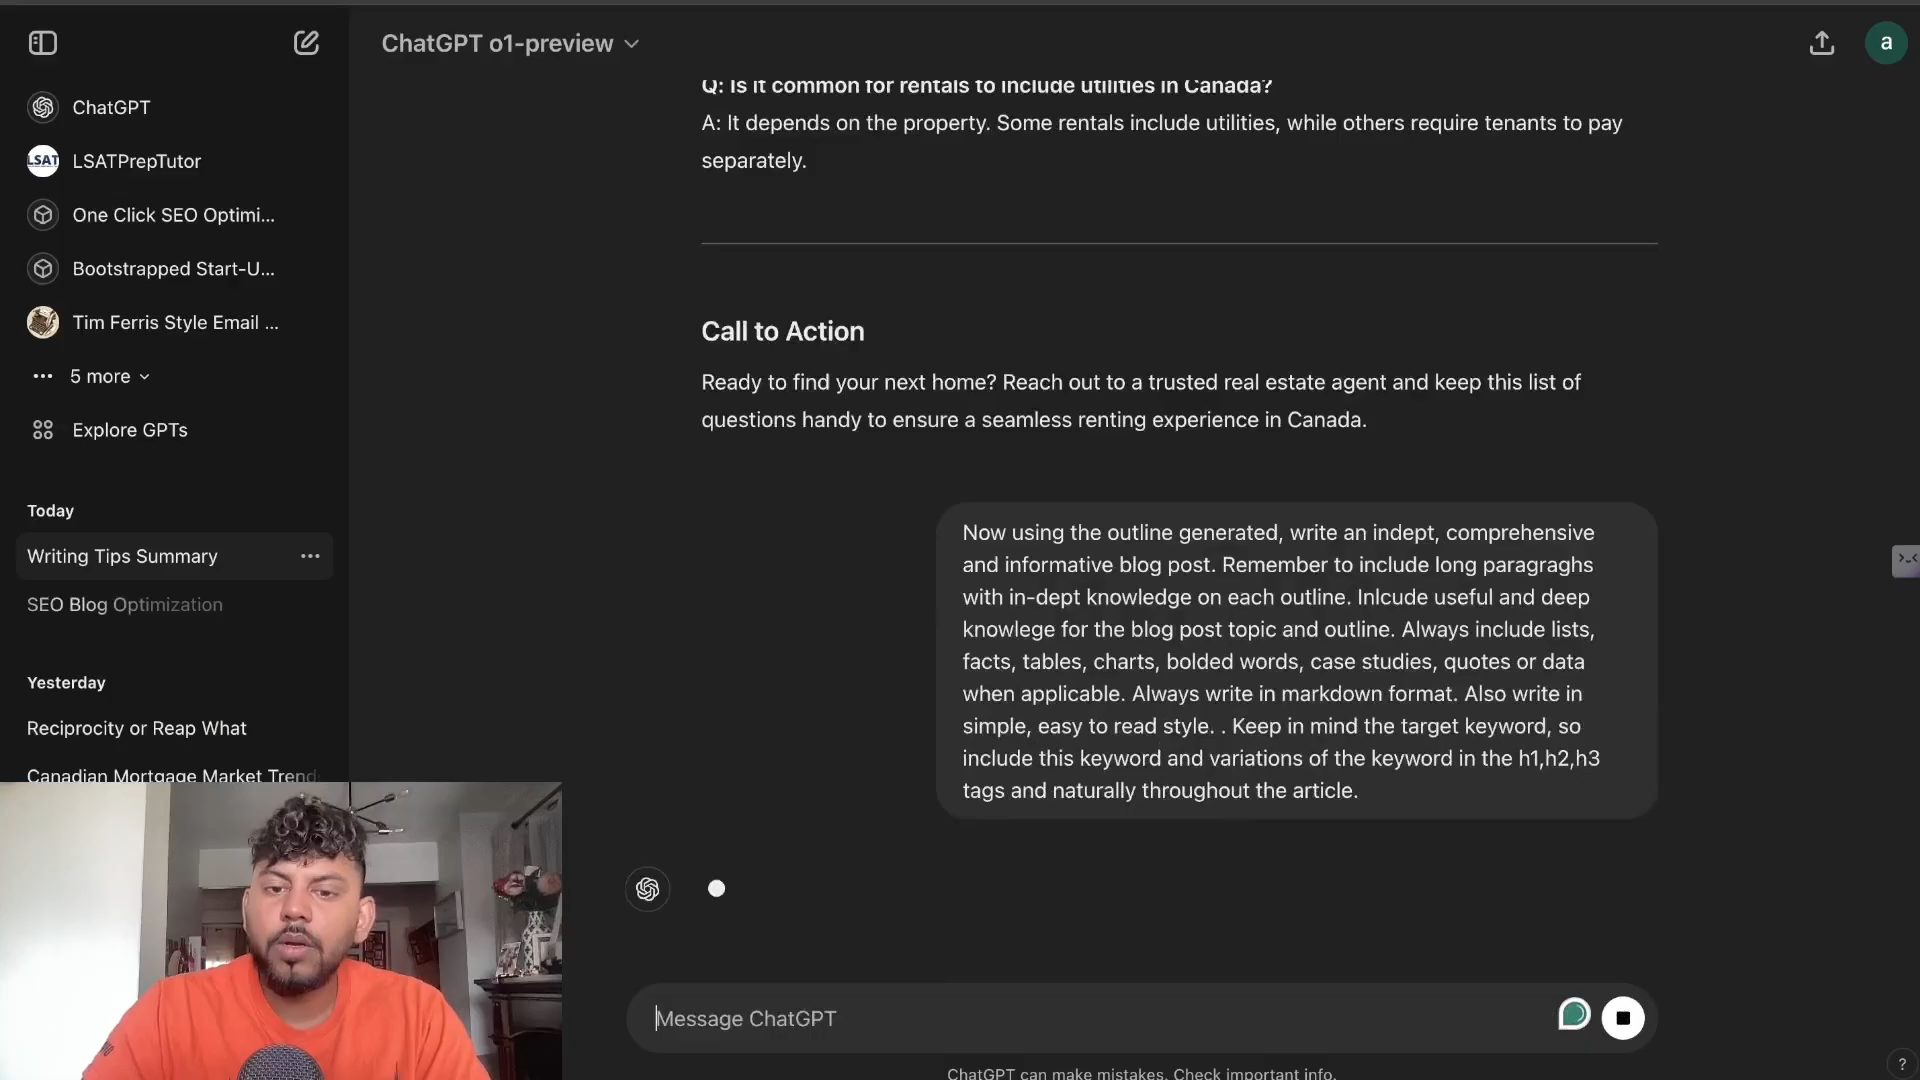 ChatGPT o1-preview
a
ChatGPT
LSAT
LSATPrepTutor
One Click SEO Optimi...
Bootstrapped Start-U...
Tim Ferris Style Email ...
5 more
Explore GPTs
Today
Writing Tips Summary
SEO Blog Optimization
Yesterday
Reciprocity or Reap What
Canadian Mortgage Market Trend
Q: Is it common for rentals to include utilities in Canada?
A: It depends on the property. Some rentals include utilities, while others require tenants to pay
separately.
Call to Action
Ready to find your next home? Reach out to a trusted real estate agent and keep this list of
questions handy to ensure a seamless renting experience in Canada.
Now using the outline generated, write an indept, comprehensive
and informative blog post. Remember to include long paragraghs
with in-dept knowledge on each outline. Inlcude useful and deep
knowlege for the blog post topic and outline. Always include lists,
facts, tables, charts, bolded words, case studies, quotes or data
when applicable. Always write in markdown format. Also write in
simple, easy to read style. . Keep in mind the target keyword, so
include this keyword and variations of the keyword in the h1,h2,h3
tags and naturally throughout the article.
Message ChatGPT
ChatGPT can make mistakes. Check important info.
?